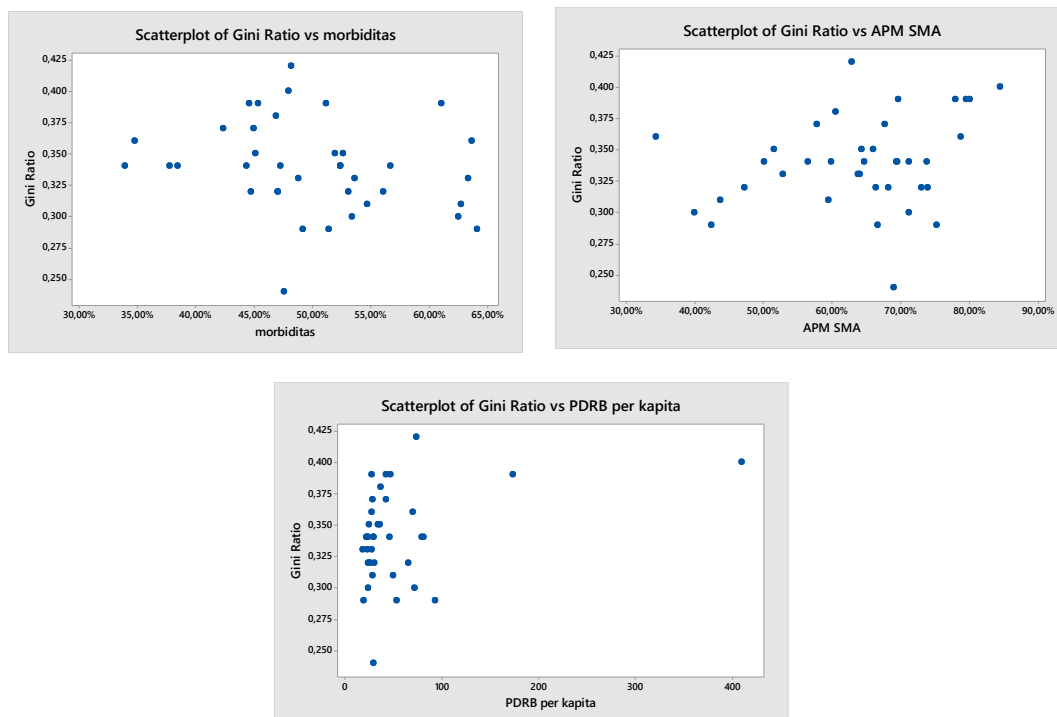 Scatterplot of Gini Ratio vs morbiditas
0,425
0,400
0,375
0,350
0,325
0,300
0,275
0,250
Gini Ratio
30,00% 35,00% 40,00% 45,00% 50,00% 55,00% 60,00% 65,00%
morbiditas
Scatterplot of Gini Ratio vs APM SMA
0,425
0,400
0,375
0,350
0,325
0,300
0,275
0,250
Gini Ratio
30,00% 40,00% 50,00% 60,00% 70,00% 80,00% 90,00%
APM SMA
Scatterplot of Gini Ratio vs PDRB per kapita
0,425
0,400
0,375
0,350
0,325
0,300
0,275
0,250
Gini Ratio
0 100 200 300 400
PDRB per kapita